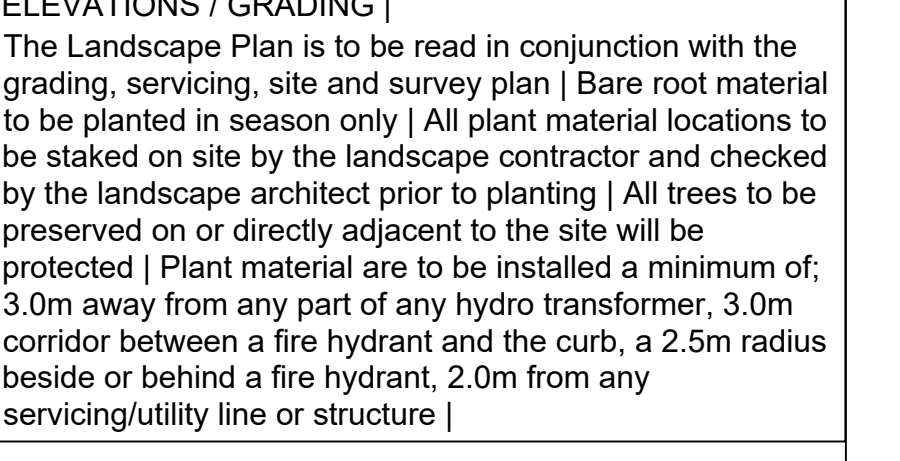 ELEVATIONS / GRADING |
The Landscape Plan is to be read in conjunction with the
grading, servicing, site and survey plan | Bare root material
to be planted in season only | All plant material locations to
be staked on site by the landscape contractor and checked
by the landscape architect prior to planting | All trees to be
preserved on or directly adjacent to the site will be
protected | Plant material are to be installed a minimum of;
3.0m away from any part of any hydro transformer, 3.0m
corridor between a fire hydrant and the curb, a 2.5m radius
beside or behind a fire hydrant, 2.0m from any
servicing/utility line or structure |